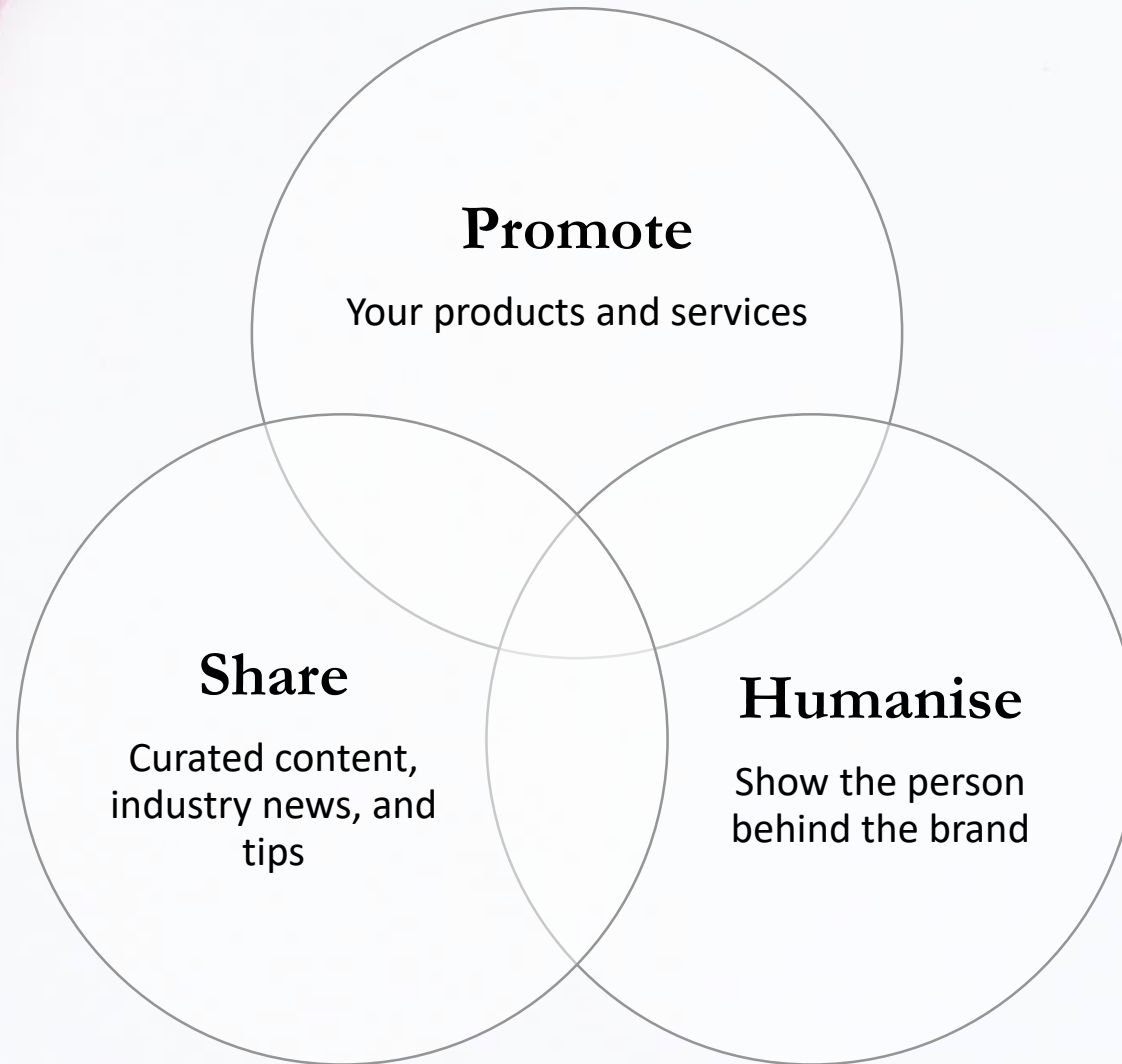 Promote
Your products and services
Share
Curated content,
industry news, and
tips
Humanise
Show the person
behind the brand